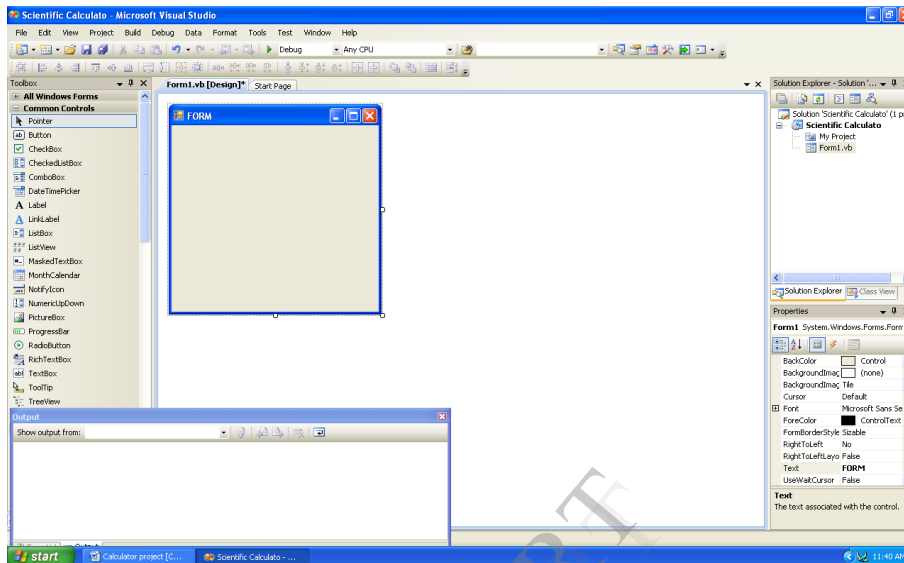 Scientific Calculato - Microsoft Visual Studio
File Edit View Project Build Debug Data Format Tools Test Window Help
Debug Any CPU
Toolbox
All Windows Forms
Common Controls
Pointer
Button
CheckBox
CheckedListBox
ComboBox
DateTimePicker
Label
LinkLabel
ListBox
ListView
MaskedTextBox
MonthCalendar
NotifyIcon
NumericUpDown
PictureBox
ProgressBar
RadioButton
RichTextBox
TextBox
ToolTip
TreeView
Form1.vb [Design]* Start Page
FORM
Solution Explorer - Solution '...
Solution 'Scientific Calculato' (1 p
Scientific Calculato
My Project
Form1.vb
Solution Explorer Class View
Properties
Form1 System.Windows.Forms.Form
BackColor Control
BackgroundImag (none)
BackgroundImag Tile
Cursor Default
Font Microsoft Sans Se
ForeColor ControlText
FormBorderStyle Sizable
RightToLeft No
RightToLeftLayo False
Text FORM
UseWaitCursor False
Text
The text associated with the control.
Output
Show output from:
start Calculator project [C... Scientific Calculato - ... 11:40 AM